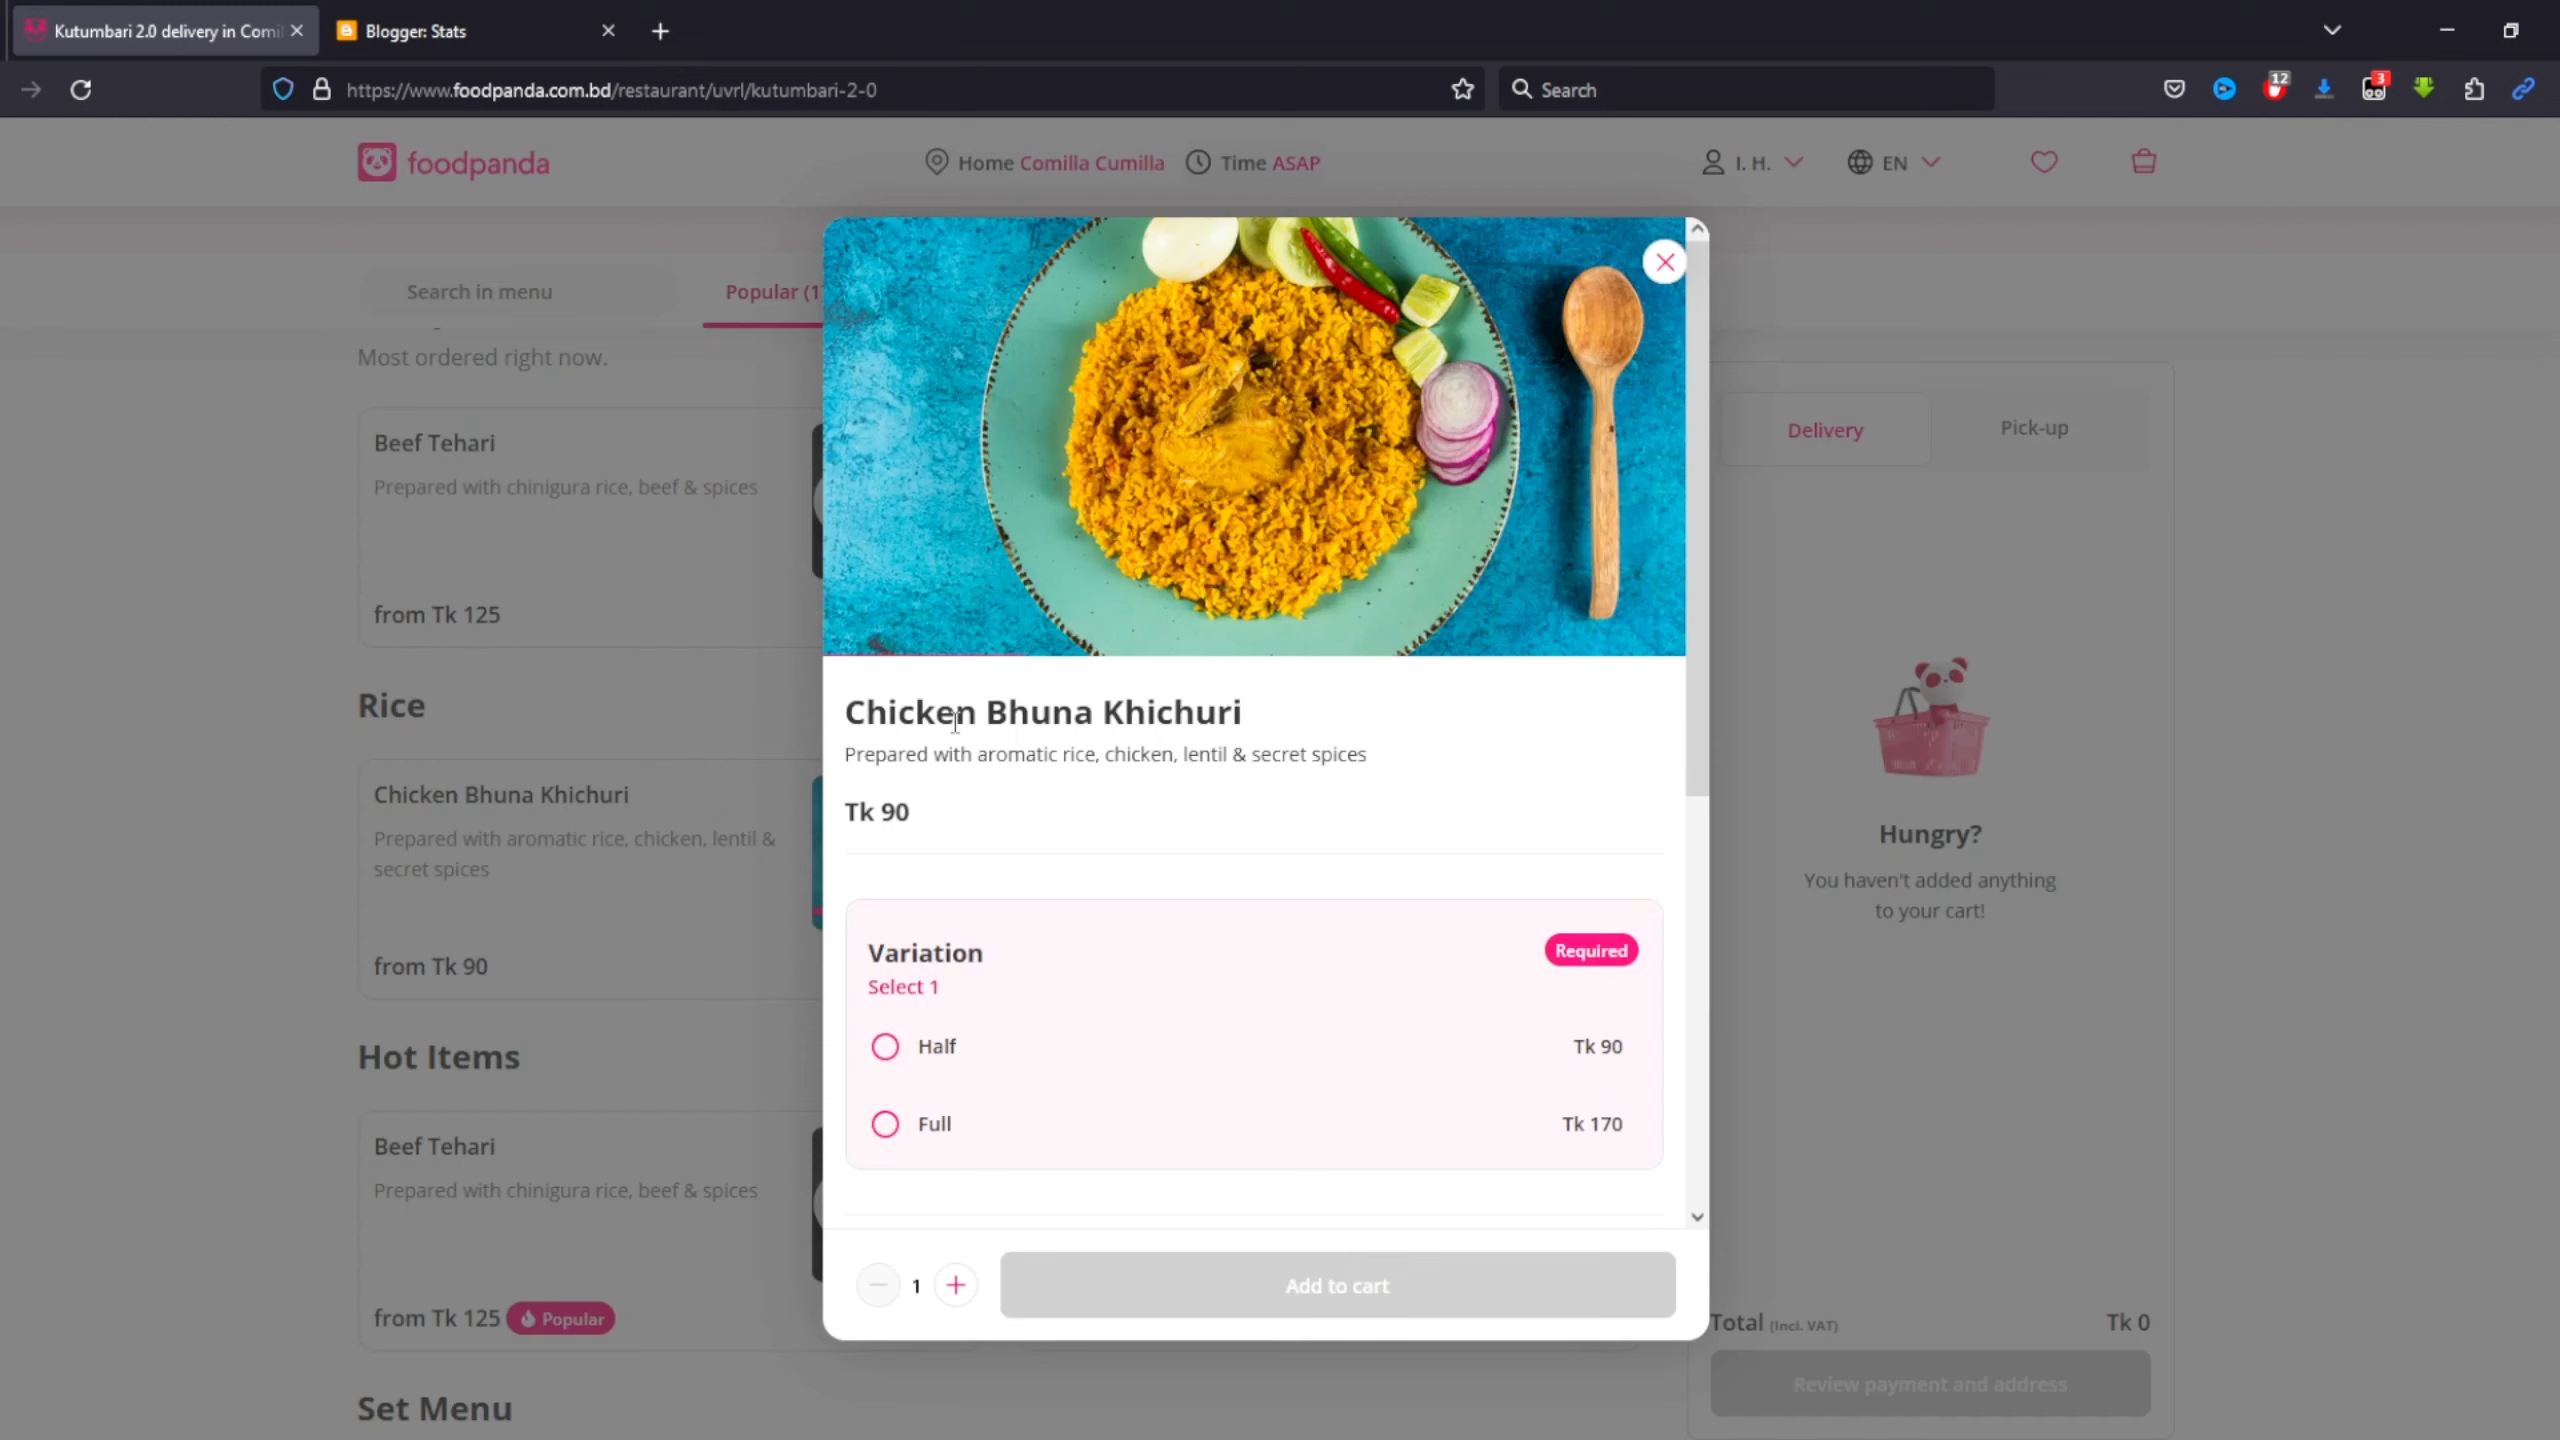 Kutumbari 2.0 delivery in Comil
Blogger: Stats
https://www.foodpanda.com.bd/restaurant/uvrl/kutumbari-2-0
Search
12
3
foodpanda
Home Comilla Cumilla
Time ASAP
I. H.
EN
Search in menu
Popular (1
Most ordered right now.
Beef Tehari
Prepared with chinigura rice, beef & spices
from Tk 125
Rice
Chicken Bhuna Khichuri
Prepared with aromatic rice, chicken, lentil &
secret spices
from Tk 90
Hot Items
Beef Tehari
Prepared with chinigura rice, beef & spices
from Tk 125
Popular
Set Menu
Chicken Bhuna Khichuri
Prepared with aromatic rice, chicken, lentil & secret spices
Tk 90
Variation
Required
Select 1
Half
Tk 90
Full
Tk 170
1
Add to cart
Delivery
Pick-up
Hungry?
You haven't added anything
to your cart!
Total (Incl. VAT)
Tk 0
Review payment and address